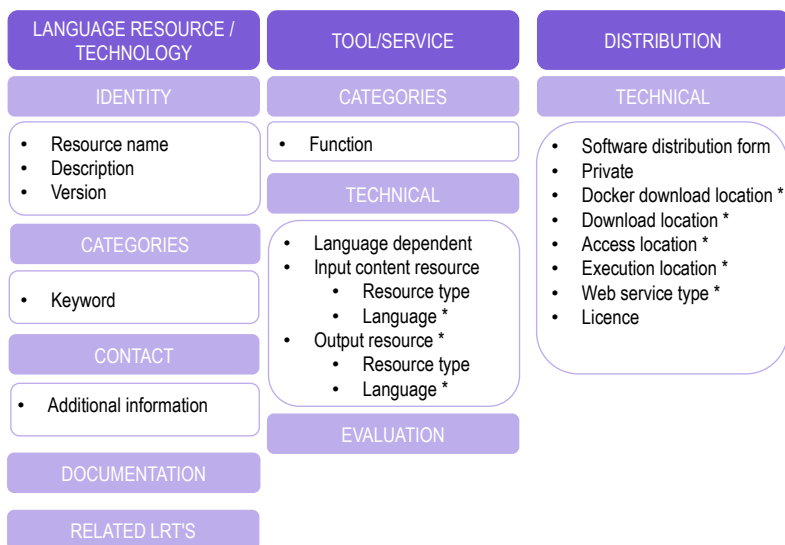 LANGUAGE RESOURCE /
TECHNOLOGY
IDENTITY
• Resource name
• Description
• Version
CATEGORIES
• Keyword
CONTACT
• Additional information
DOCUMENTATION
RELATED LRT'S
TOOL/SERVICE
CATEGORIES
• Function
TECHNICAL
• Language dependent
• Input content resource
• Resource type
• Language *
• Output resource *
• Resource type
• Language *
EVALUATION
DISTRIBUTION
TECHNICAL
• Software distribution form
• Private
• Docker download location *
• Download location *
• Access location *
• Execution location *
• Web service type *
• Licence